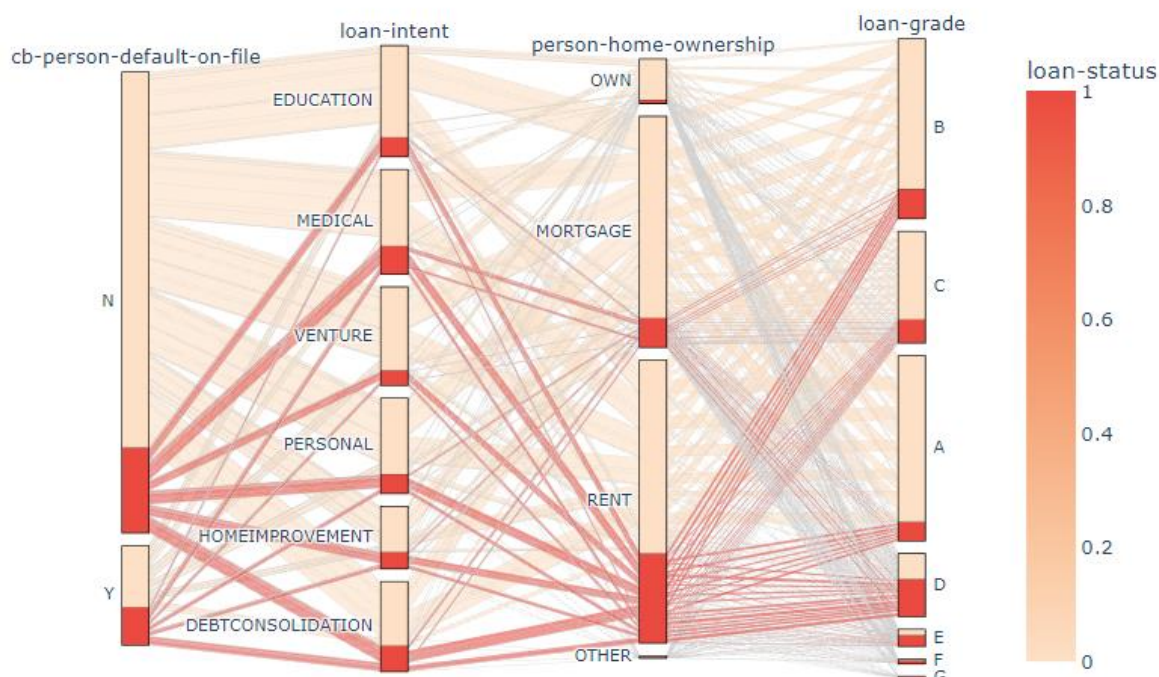 cb-person-default-on-file
loan-intent
person-home-ownership
loan-grade
loan-status
N
Y
EDUCATION
MEDICAL
VENTURE
PERSONAL
HOMEIMPROVEMENT
DEBTCONSOLIDATION
OWN
MORTGAGE
RENT
OTHER
B
C
A
D
E
F
G
1
0.8
0.6
0.4
0.2
0